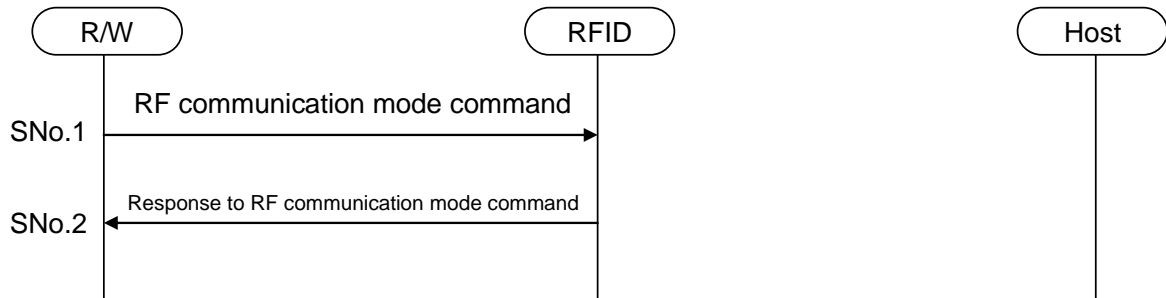 R/W
RFID
Host
RF communication mode command
SNo.1
Response to RF communication mode command
SNo.2